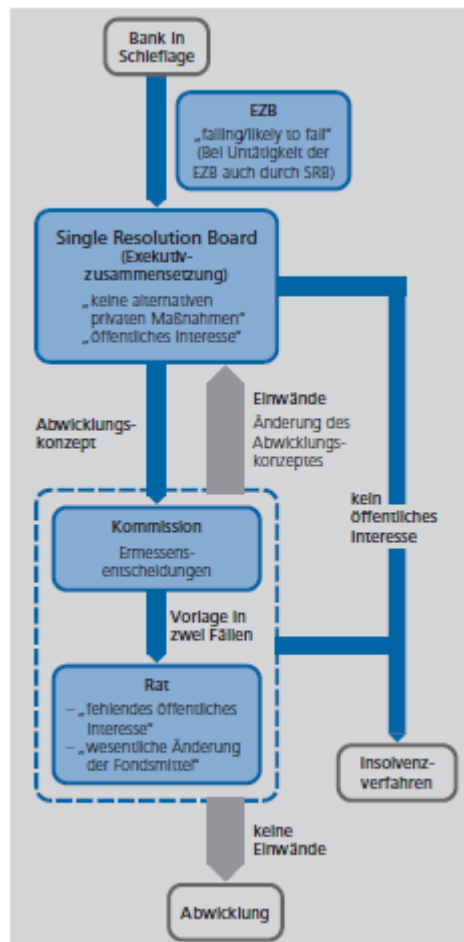 Bank in
Schieflage
EZB
„failing/likely to fail“
(Bei Untätigkeit der
EZB auch durch SRB)
Single Resolution Board
(Exekutiv-
zusammensetzung)
„keine alternativen
privaten Maßnahmen“
„öffentliches Interesse“
Abwicklungs-
konzept
Einwände
Änderung des
Abwicklungs-
konzeptes
kein
öffentliches
Interesse
Kommission
Ermessens-
entscheidungen
Vorlage in
zwei Fällen
Rat
– „fehlendes öffentliches
Interesse“
– „wesentliche Änderung
der Fondsmittel“
Insolvenz-
verfahren
keine
Einwände
Abwicklung